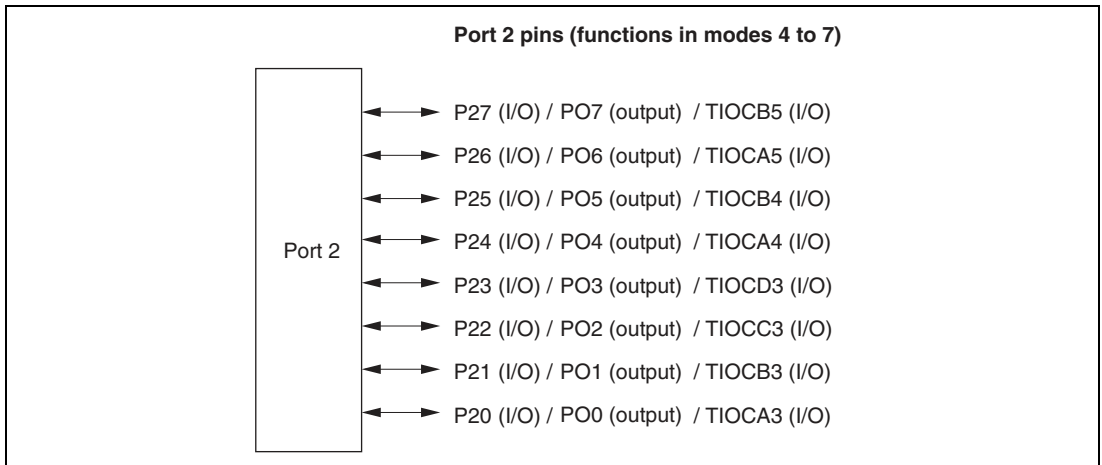 Port 2 pins (functions in modes 4 to 7)
P27 (I/O) / PO7 (output) / TIOCB5 (I/O)
P26 (I/O) / PO6 (output) / TIOCA5 (I/O)
P25 (I/O) / PO5 (output) / TIOCB4 (I/O)
P24 (I/O) / PO4 (output) / TIOCA4 (I/O)
Port 2
P23 (I/O) / PO3 (output) / TIOCD3 (I/O)
P22 (I/O) / PO2 (output) / TIOCC3 (I/O)
P21 (I/O) / PO1 (output) / TIOCB3 (I/O)
P20 (I/O) / PO0 (output) / TIOCA3 (I/O)